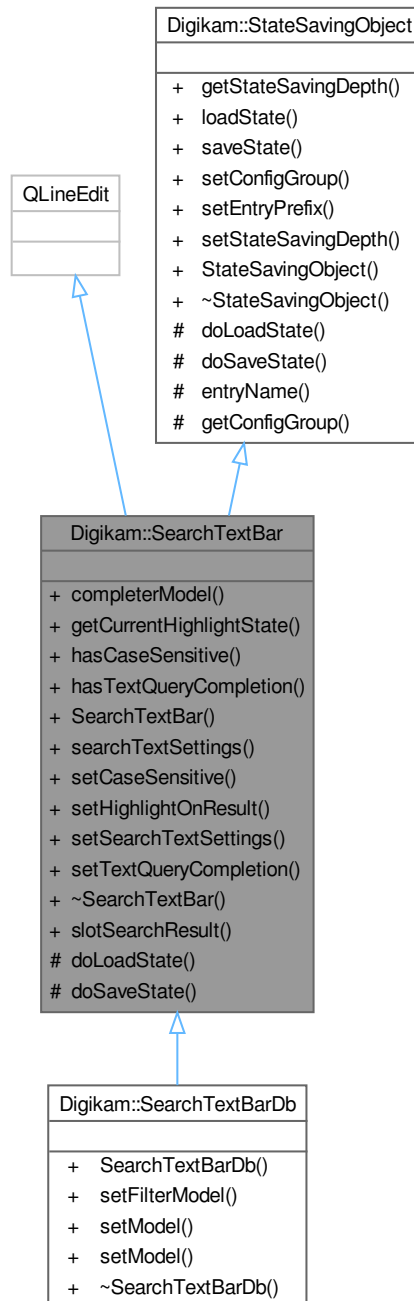 Digikam::StateSavingObject
+ getStateSavingDepth()
+ loadState()
+ saveState()
+ setConfigGroup()
+ setEntryPrefix()
+ setStateSavingDepth()
+ StateSavingObject()
+ ~StateSavingObject()
# doLoadState()
# doSaveState()
# entryName()
# getConfigGroup()
QLineEdit
Digikam::SearchTextBar
+ completerModel()
+ getCurrentHighlightState()
+ hasCaseSensitive()
+ hasTextQueryCompletion()
+ SearchTextBar()
+ searchTextSettings()
+ setCaseSensitive()
+ setHighlightOnResult()
+ setSearchTextSettings()
+ setTextQueryCompletion()
+ ~SearchTextBar()
+ slotSearchResult()
# doLoadState()
# doSaveState()
Digikam::SearchTextBarDb
+ SearchTextBarDb()
+ setFilterModel()
+ setModel()
+ setModel()
+ ~SearchTextBarDb()